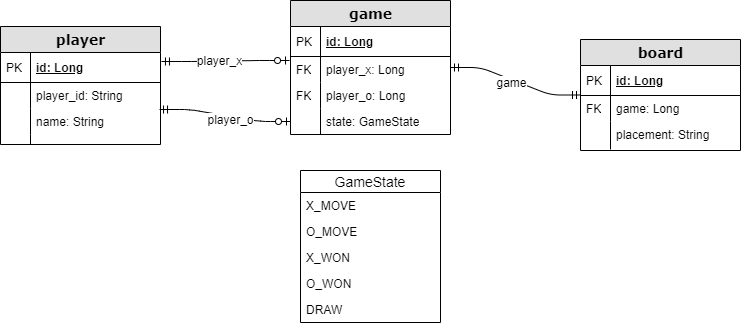 player
PK id: Long
player_id: String
name: String
player_x
player_o
game
PK id: Long
FK player_x: Long
FK player_o: Long
state: GameState
game
board
PK id: Long
FK game: Long
placement: String
GameState
X_MOVE
O_MOVE
X_WON
O_WON
DRAW